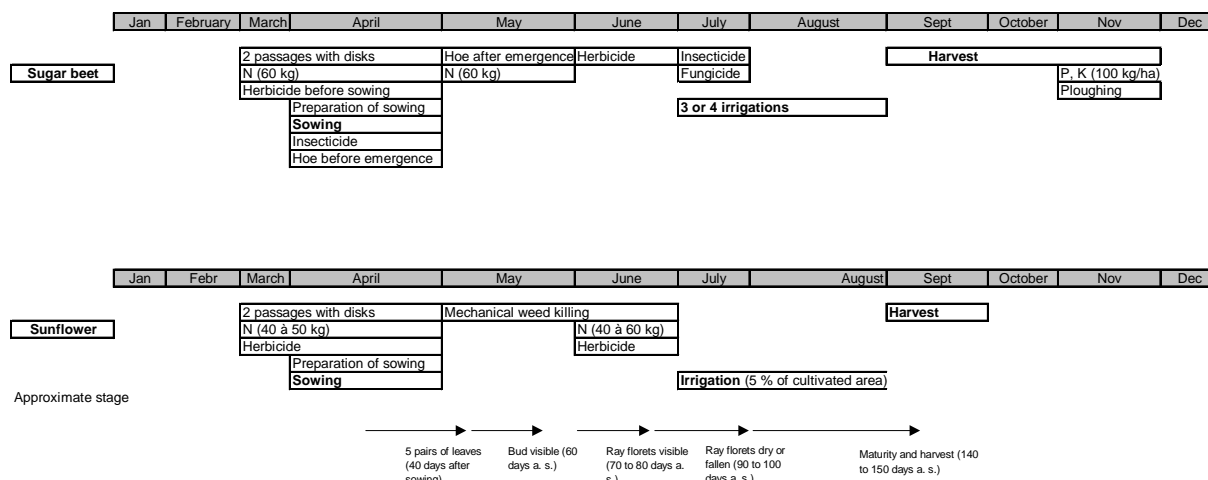 Jan February March April May June July August Sept October Nov Dec
2 passages with disks Hoe after emergence Herbicide Insecticide Harvest
Sugar beet N (60 kg) N (60 kg) Fungicide P, K (100 kg/ha)
Herbicide before sowing Ploughing
Preparation of sowing 3 or 4 irrigations
Sowing
Insecticide
Hoe before emergence
Jan Febr March April May June July August Sept October Nov Dec
2 passages with disks Mechanical weed killing Harvest
Sunflower N (40 à 50 kg) N (40 à 60 kg)
Herbicide Herbicide
Preparation of sowing
Sowing Irrigation (5 % of cultivated area)
Approximate stage
5 pairs of leaves
(40 days after
sowing)
Bud visible (60
days a. s.)
Ray florets visible
(70 to 80 days a.
s.)
Ray florets dry or
fallen (90 to 100
days a. s.)
Maturity and harvest (140
to 150 days a. s.)